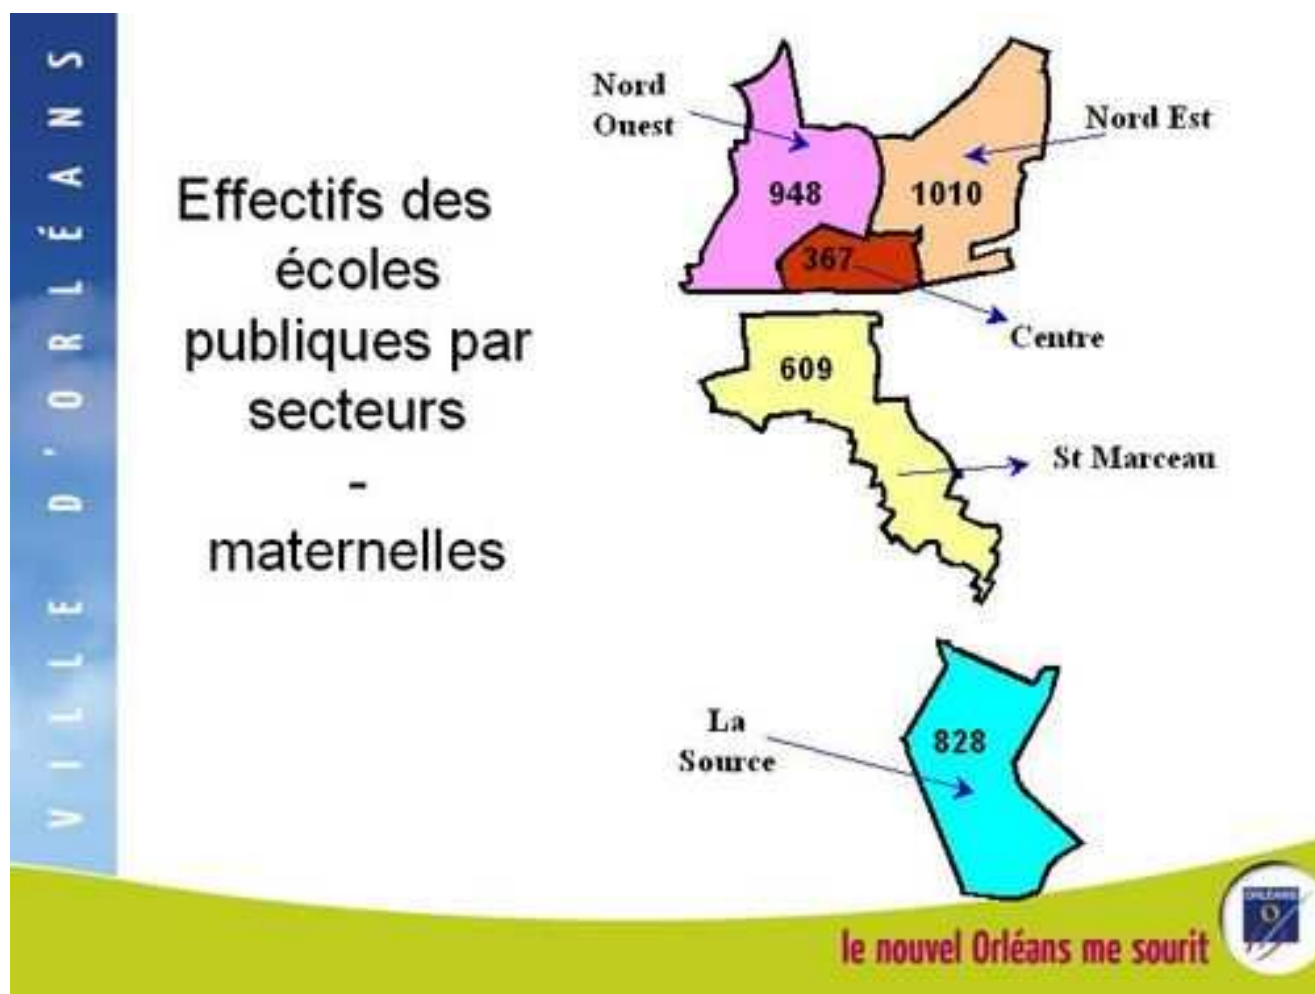 VILLE D'ORLÉANS
Effectifs des
écoles
publiques par
secteurs
-
maternelles
Nord
Ouest
Nord Est
948
1010
367
Centre
609
St Marceau
La
Source
828
le nouvel Orléans me sourit
ORLÉANS